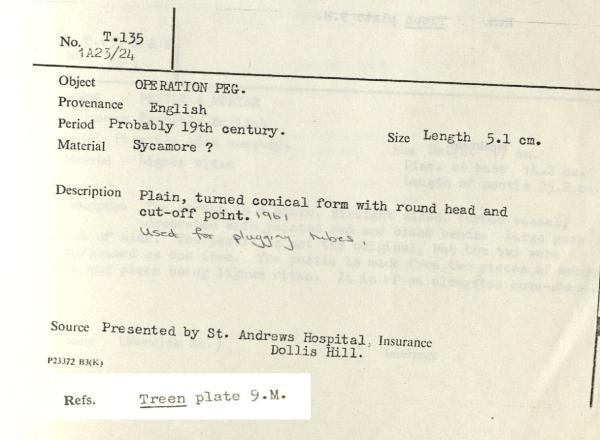 No. T.135
1A23/24
Object OPERATION PEG.
Provenance English
Period Probably 19th century.
Size Length 5.1 cm.
Material Sycamore ?
Description Plain, turned conical form with round head and
cut-off point. 1961
Used for plugging tubes.
Source Presented by St. Andrews Hospital, Insurance
Dollis Hill.
P23372 B3(K)
Refs. Treen plate 9.M.